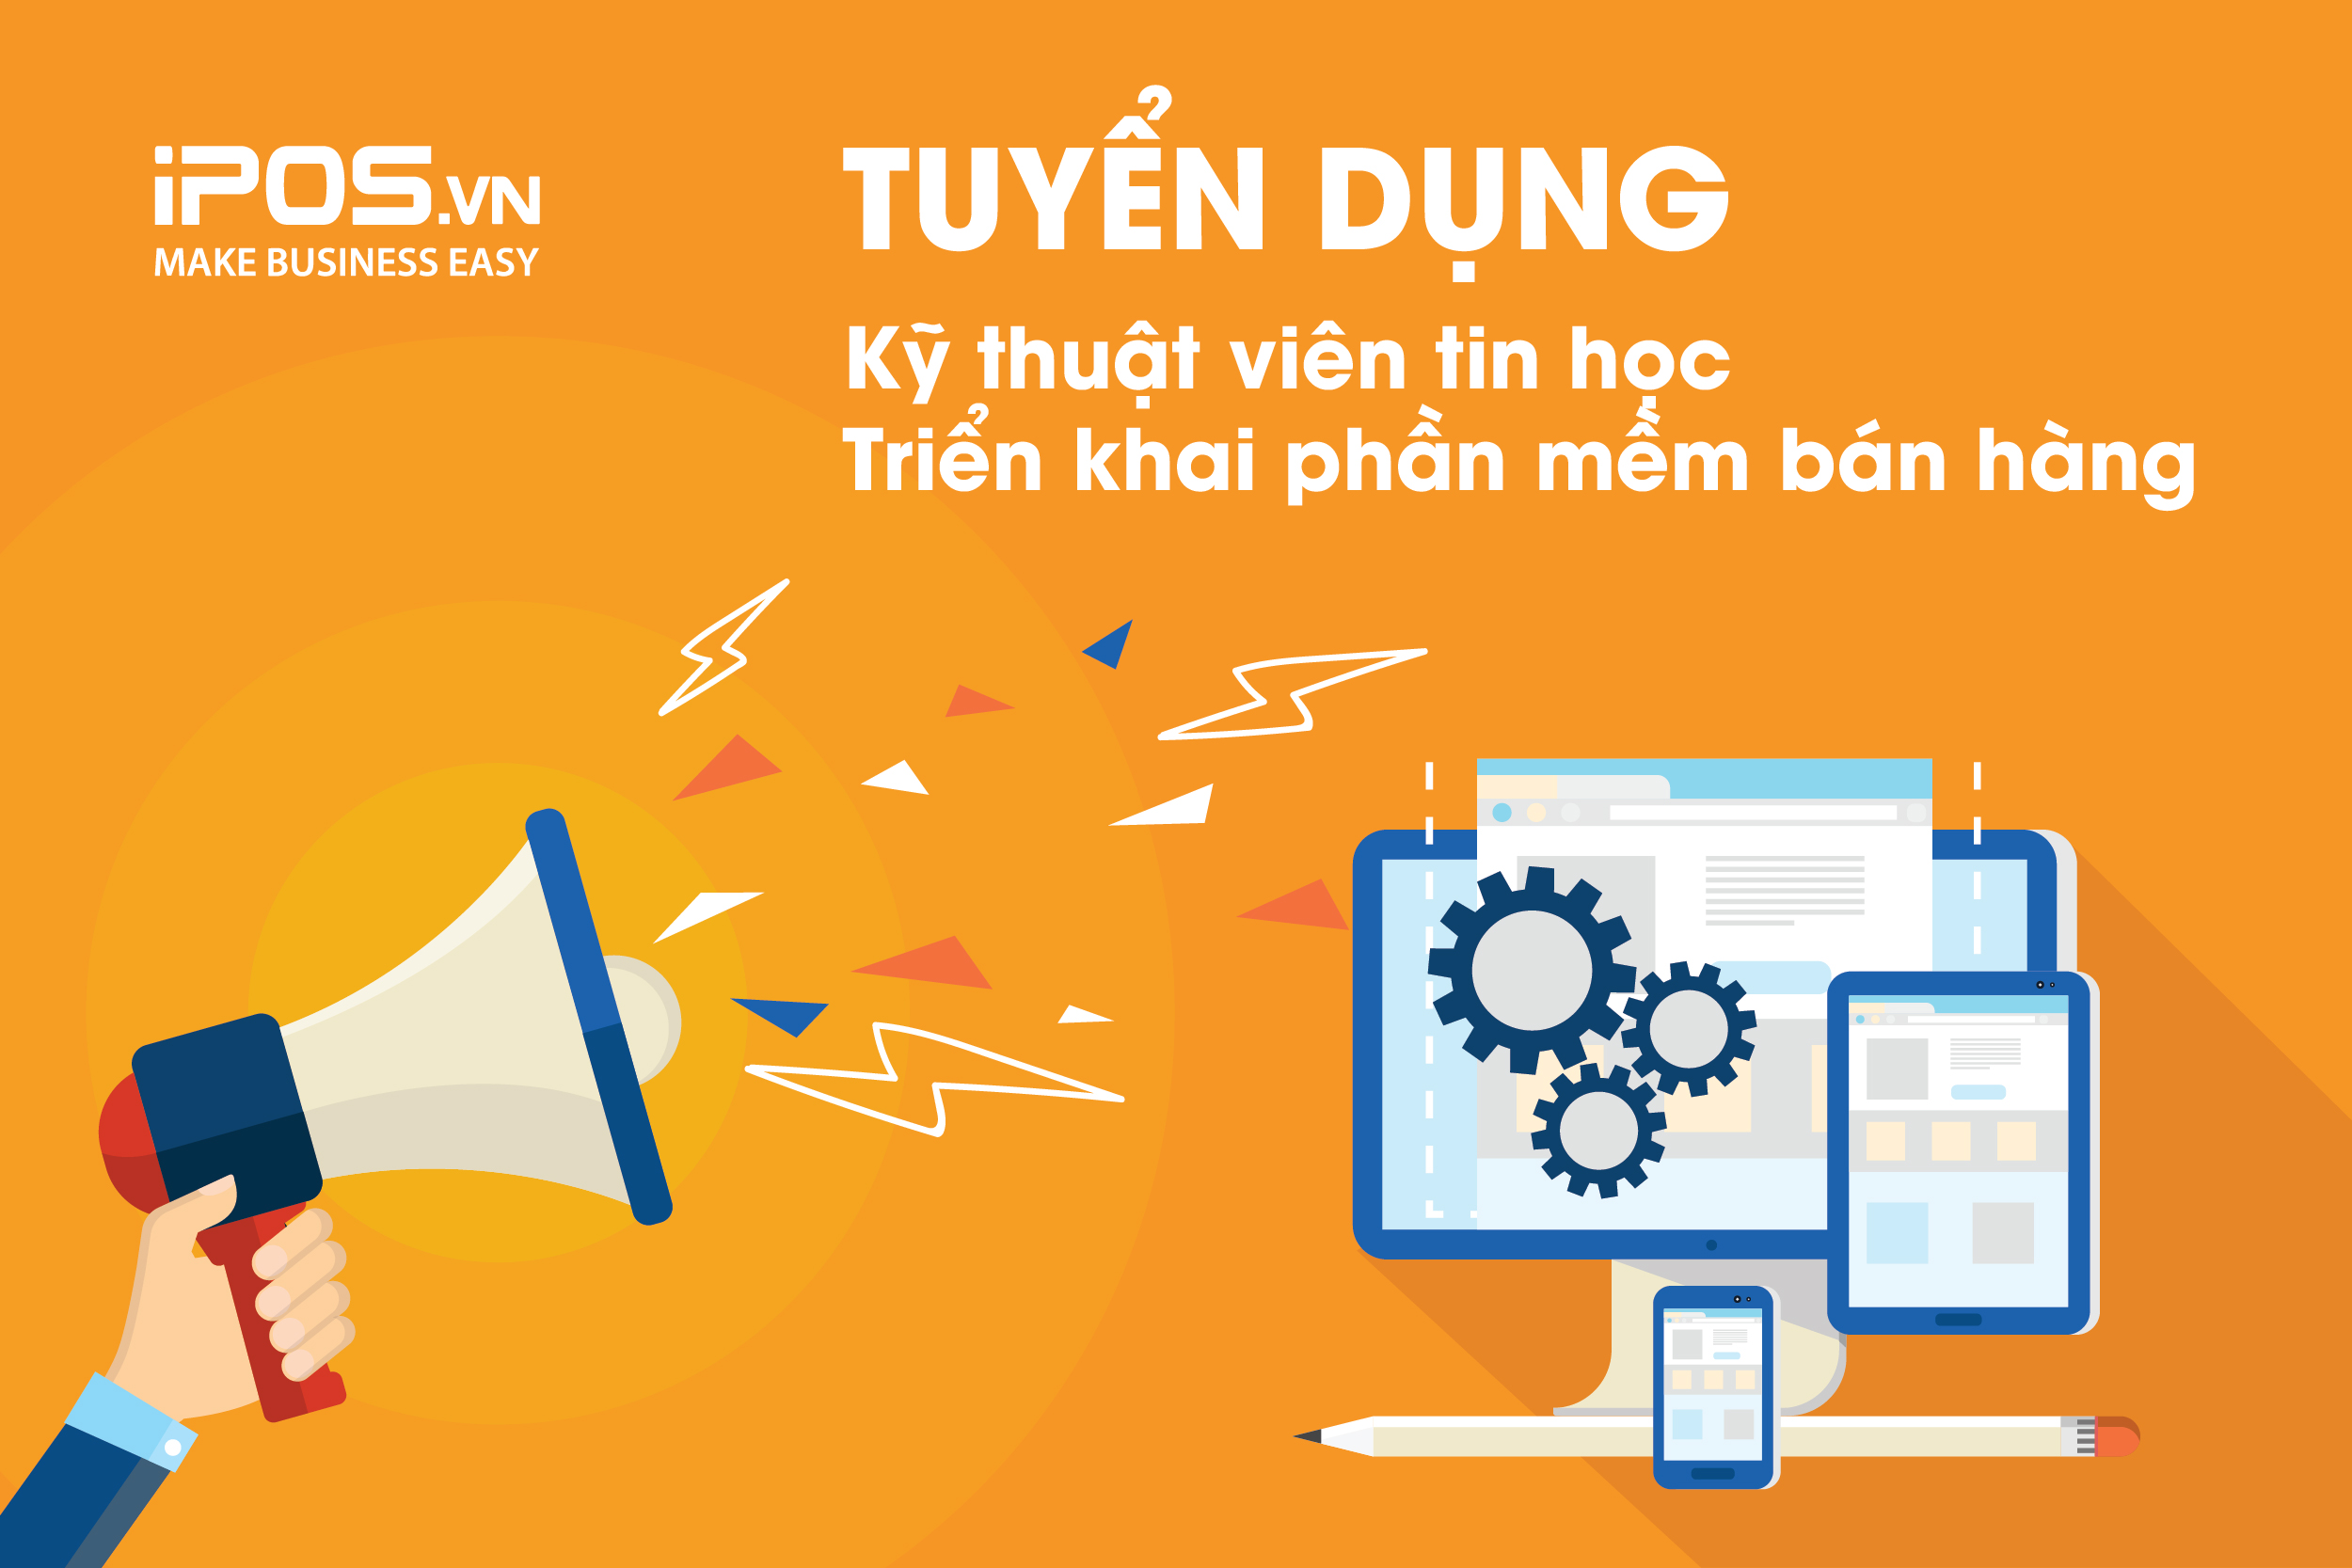 iPOS.VN
MAKE BUSINESS EASY
TUYỂN DỤNG
Kỹ thuật viên tin học
Triển khai phần mềm bán hàng